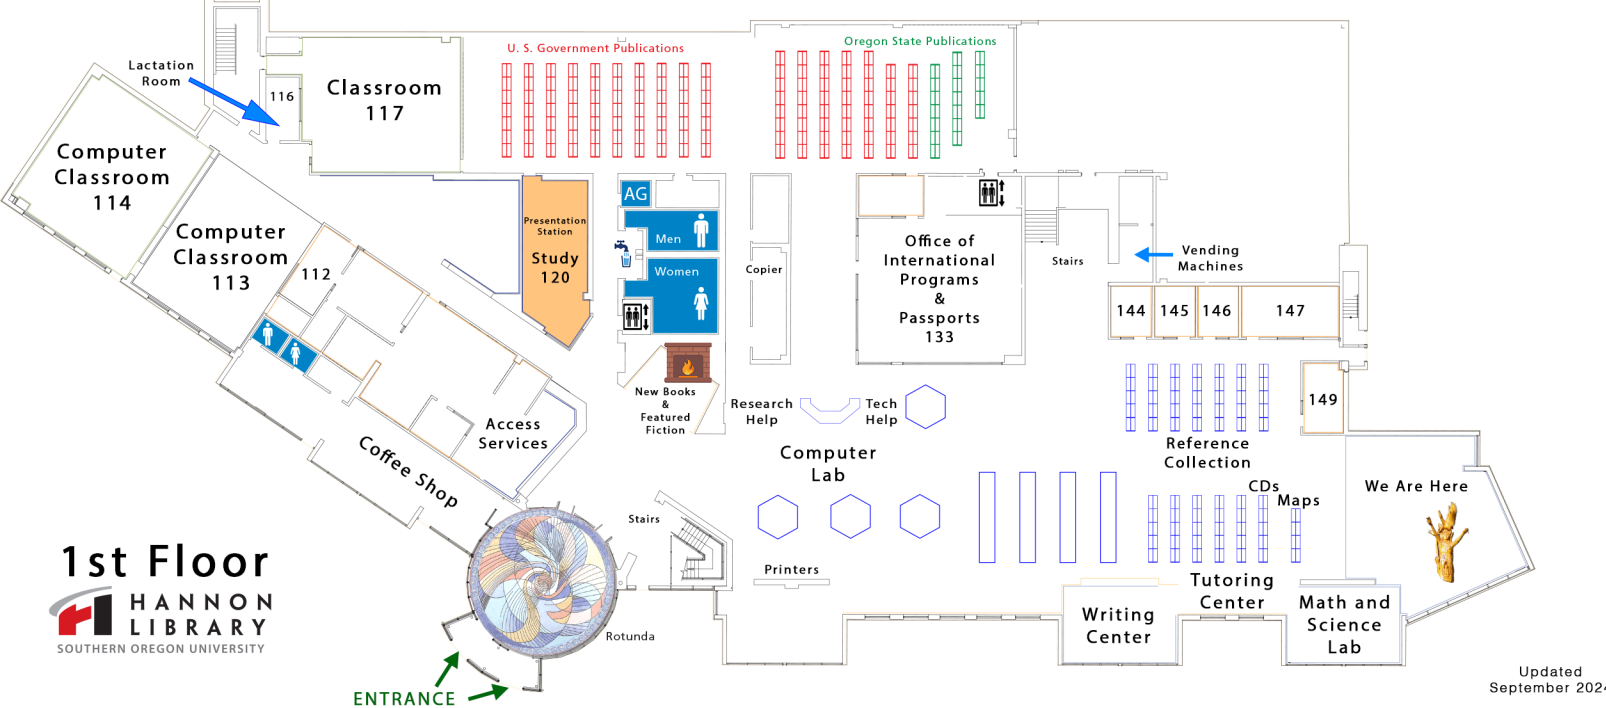 U. S. Government Publications
Oregon State Publications
Lactation
Room
116
Classroom
117
Computer
Classroom
114
Computer
Classroom
113
112
Presentation
Station
Study
120
AG
Men
Women
Copier
Office of
International
Programs
&
Passports
133
Stairs
Vending
Machines
144
145
146
147
149
New Books
&
Featured
Fiction
Research
Help
Tech
Help
Computer
Lab
Access
Services
Coffee Shop
Reference
Collection
CDs
Maps
We Are Here
Stairs
Printers
Tutoring
Center
Writing
Center
Math and
Science
Lab
Rotunda
ENTRANCE
1st Floor
HANNON
LIBRARY
SOUTHERN OREGON UNIVERSITY
Updated
September 2024